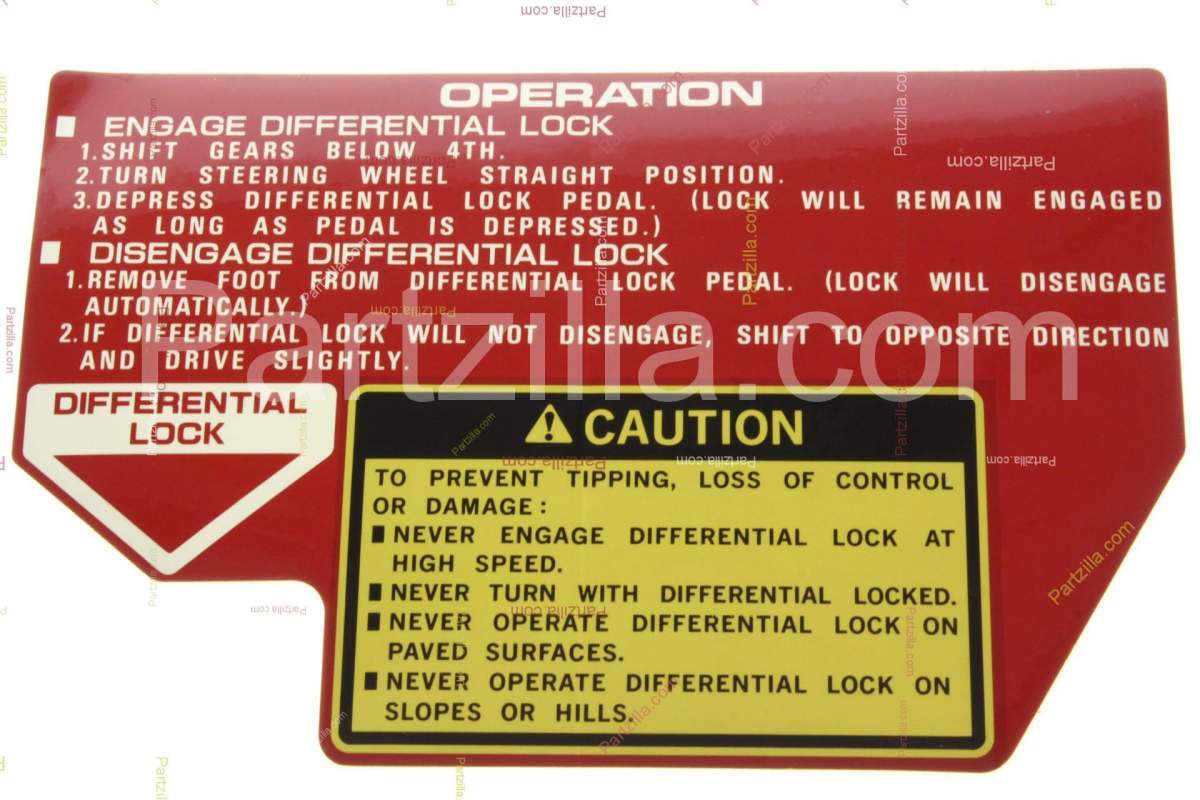 OPERATION
■ ENGAGE DIFFERENTIAL LOCK
1.SHIFT GEARS BELOW 4TH.
2.TURN STEERING WHEEL STRAIGHT POSITION.
3.DEPRESS DIFFERENTIAL LOCK PEDAL. (LOCK WILL REMAIN ENGAGED
AS LONG AS PEDAL IS DEPRESSED.)
■ DISENGAGE DIFFERENTIAL LOCK
1.REMOVE FOOT FROM DIFFERENTIAL LOCK PEDAL. (LOCK WILL DISENGAGE
AUTOMATICALLY.)
2.IF DIFFERENTIAL LOCK WILL NOT DISENGAGE, SHIFT TO OPPOSITE DIRECTION
AND DRIVE SLIGHTLY.
DIFFERENTIAL
LOCK
⚠ CAUTION
TO PREVENT TIPPING, LOSS OF CONTROL
OR DAMAGE:
■ NEVER ENGAGE DIFFERENTIAL LOCK AT
HIGH SPEED.
■ NEVER TURN WITH DIFFERENTIAL LOCKED.
■ NEVER OPERATE DIFFERENTIAL LOCK ON
PAVED SURFACES.
■ NEVER OPERATE DIFFERENTIAL LOCK ON
SLOPES OR HILLS.
Partzilla.com